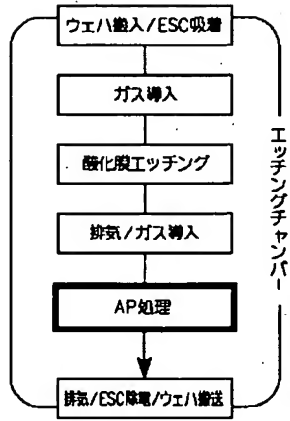 ウェハ搬入/ESC吸着
ガス導入
酸化膜エッチング
排気/ガス導入
AP処理
排気/ESC除電/ウェハ搬送
エッチングチャンバー